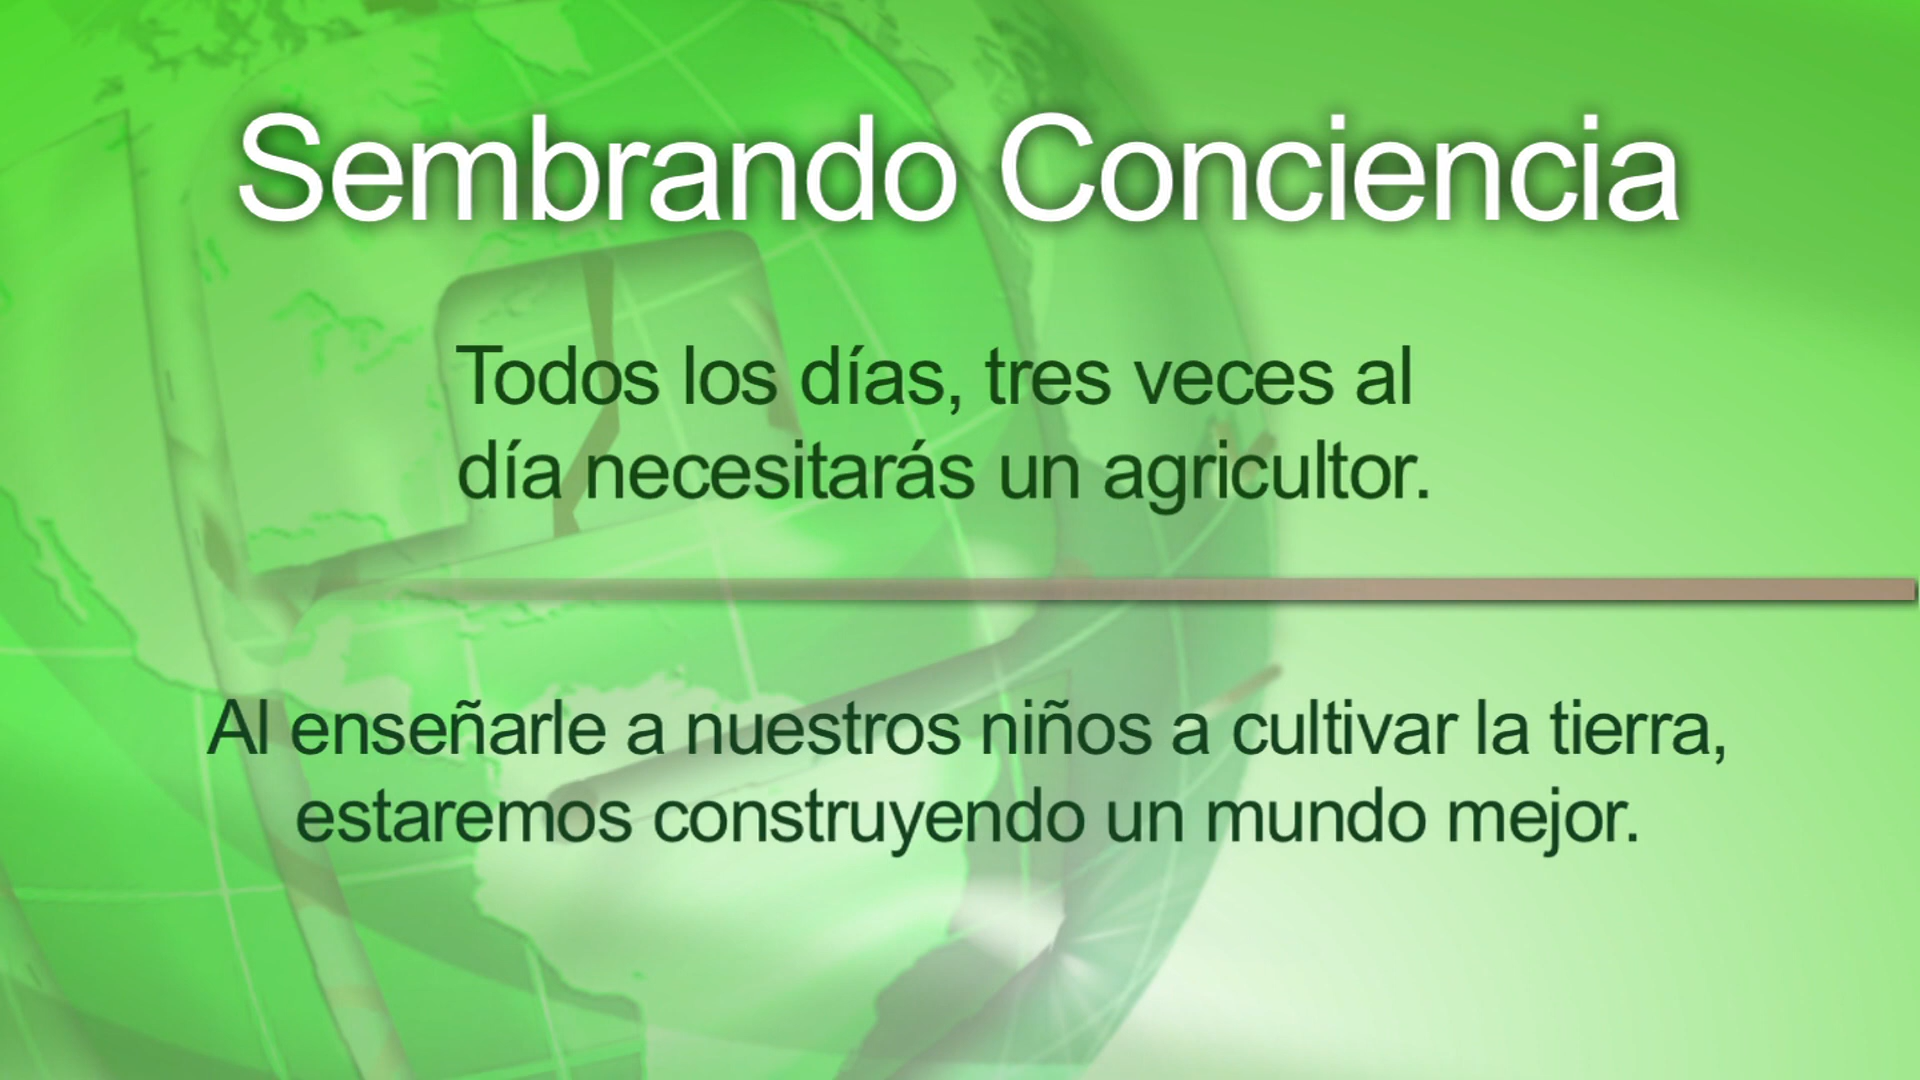 Sembrando Conciencia
Todos los días, tres veces al
día necesitarás un agricultor.
Al enseñarle a nuestros niños a cultivar la tierra,
estaremos construyendo un mundo mejor.